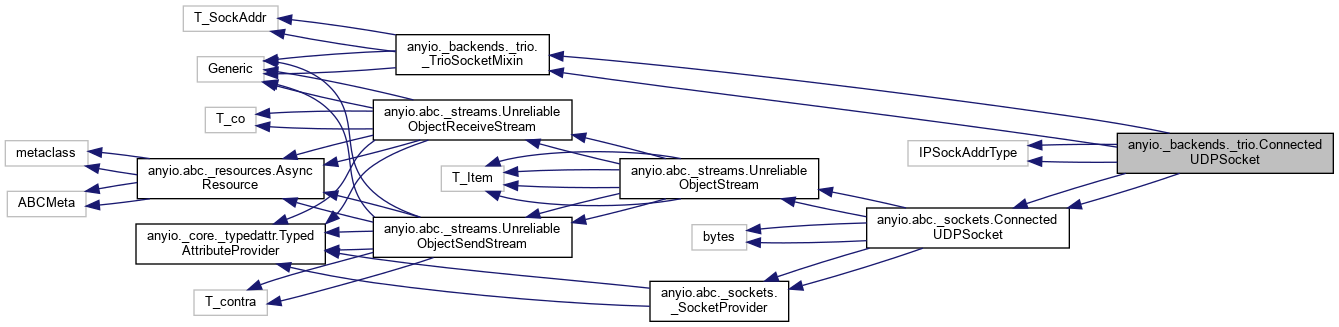 T_SockAddr
anyio._backends._trio.
_TrioSocketMixin
Generic
anyio.abc._streams.Unreliable
ObjectReceiveStream
T_co
anyio._backends._trio.Connected
UDPSocket
IPSockAddrType
metaclass
anyio.abc._resources.Async
Resource
T_Item
anyio.abc._streams.Unreliable
ObjectStream
ABCMeta
anyio.abc._sockets.Connected
UDPSocket
anyio._core._typedattr.Typed
AttributeProvider
anyio.abc._streams.Unreliable
ObjectSendStream
bytes
T_contra
anyio.abc._sockets.
_SocketProvider